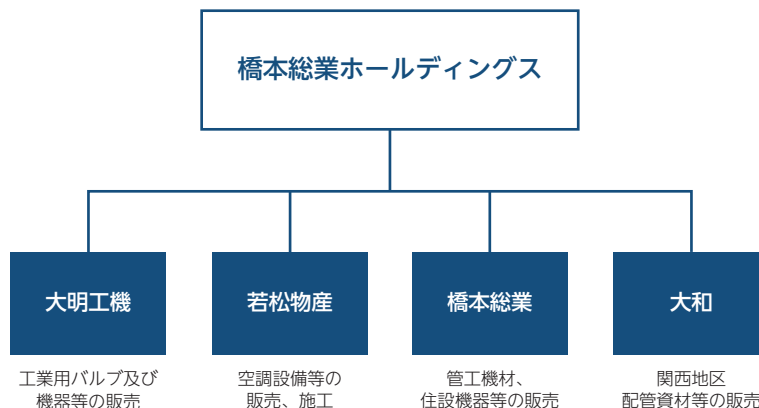 橋本総業ホールディングス
大明工機
若松物産
橋本総業
大和
工業用バルブ及び
機器等の販売
空調設備等の
販売、施工
管工機材、
住設機器等の販売
関西地区
配管資材等の販売